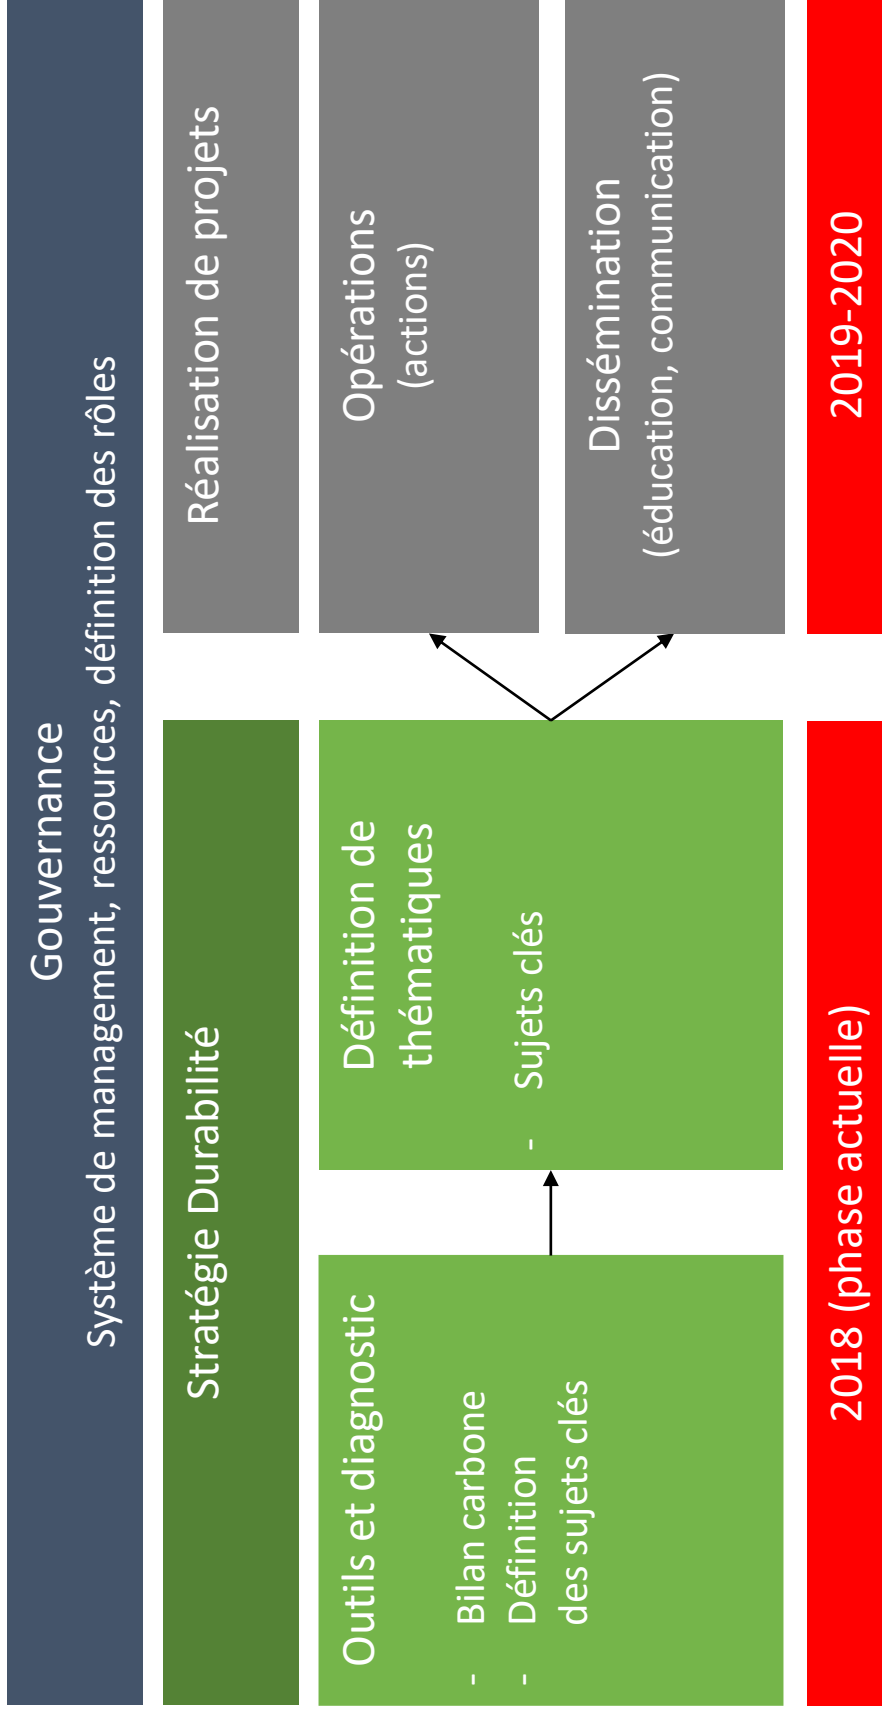 Gouvernance
Système de management, ressources, définition des rôles
Stratégie Durabilité
Réalisation de projets
Outils et diagnostic
- Bilan carbone
- Définition
des sujets clés
Définition de
thématiques
- Sujets clés
Opérations
(actions)
Dissémination
(éducation, communication)
2018 (phase actuelle)
2019-2020